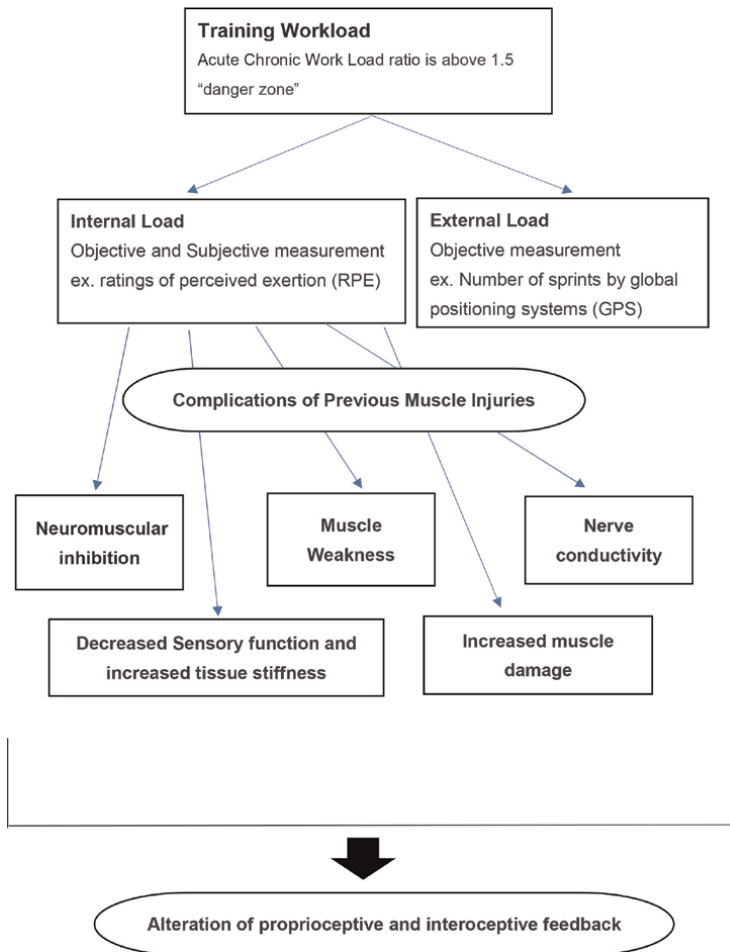 Training Workload
Acute Chronic Work Load ratio is above 1.5
“danger zone”
Internal Load
Objective and Subjective measurement
ex. ratings of perceived exertion (RPE)
External Load
Objective measurement
ex. Number of sprints by global
positioning systems (GPS)
Complications of Previous Muscle Injuries
Neuromuscular
inhibition
Muscle
Weakness
Nerve
conductivity
Decreased Sensory function and
increased tissue stiffness
Increased muscle
damage
Alteration of proprioceptive and interoceptive feedback